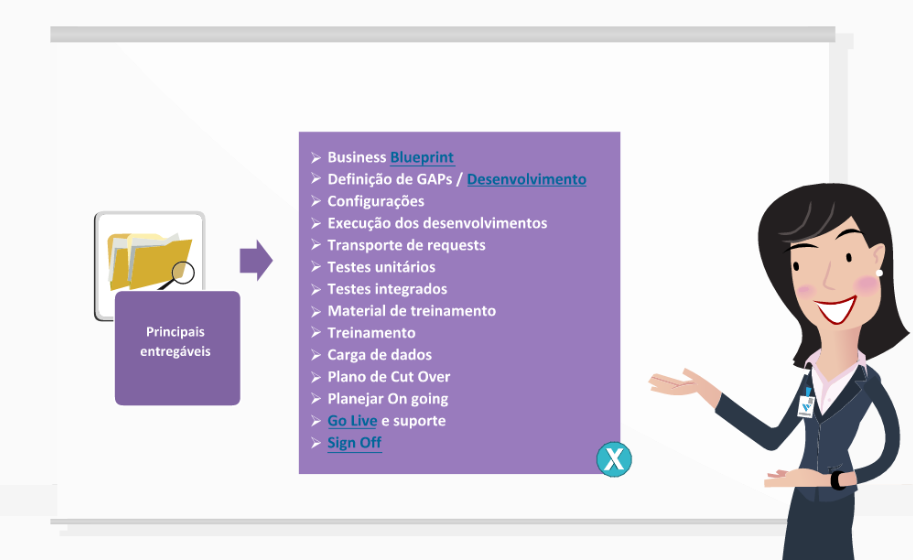 Business Blueprint
Definição de GAPs / Desenvolvimento
Configurações
Execução dos desenvolvimentos
Transporte de requests
Testes unitários
Testes integrados
Material de treinamento
Treinamento
Carga de dados
Plano de Cut Over
Planejar On going
Go Live e suporte
Sign Off
X
Principais
entregáveis